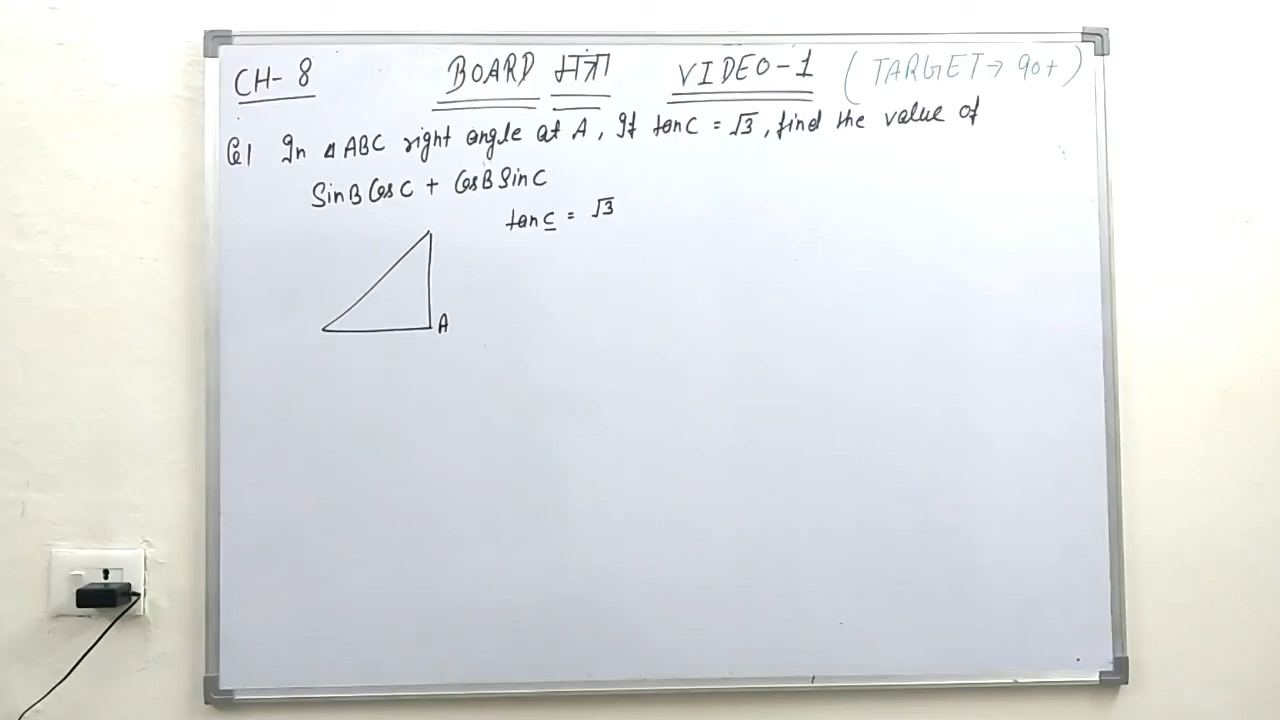 CH- 8 BOARD मंत्रा VIDEO-1 (TARGET→ 90+)
Q1 In △ABC right angle at A, If tanC = √3, find the value of
SinB CosC + CosB SinC
tanC = √3
A